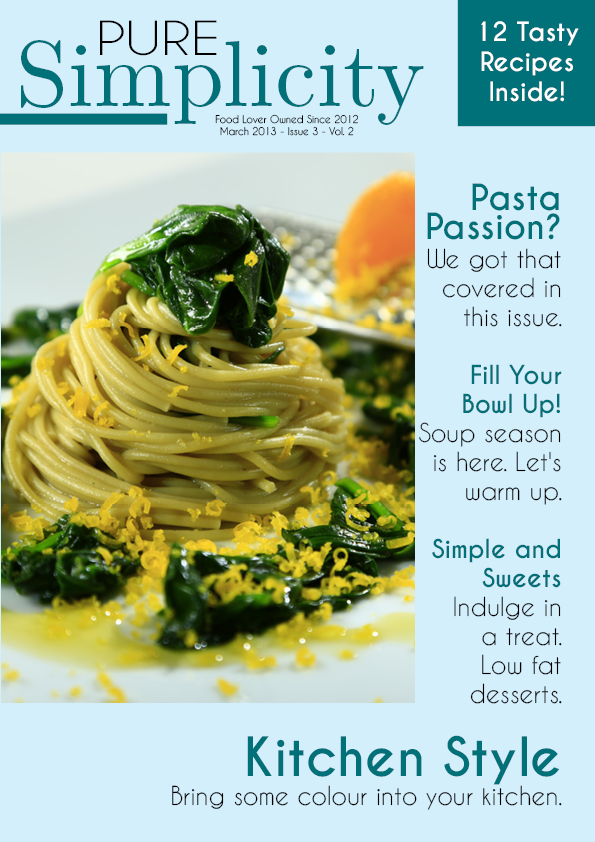 PURE
Simplicity
Food Lover Owned Since 2012
March 2013 - Issue 3 - Vol. 2
12 Tasty
Recipes
Inside!
Pasta
Passion?
We got that
covered in
this issue.
Fill Your
Bowl Up!
Soup season
is here. Let's
warm up.
Simple and
Sweets
Indulge in
a treat.
Low fat
desserts.
Kitchen Style
Bring some colour into your kitchen.